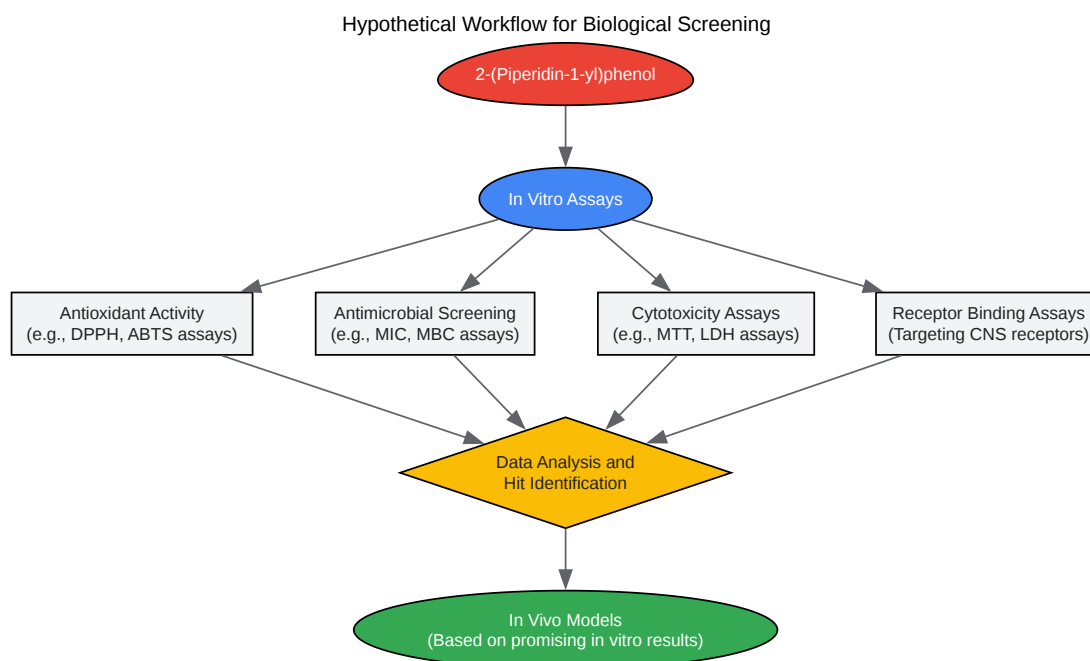 Hypothetical Workflow for Biological Screening
2-(Piperidin-1-yl)phenol
In Vitro Assays
Antioxidant Activity
(e.g., DPPH, ABTS assays)
Antimicrobial Screening
(e.g., MIC, MBC assays)
Cytotoxicity Assays
(e.g., MTT, LDH assays)
Receptor Binding Assays
(Targeting CNS receptors)
Data Analysis and
Hit Identification
In Vivo Models
(Based on promising in vitro results)